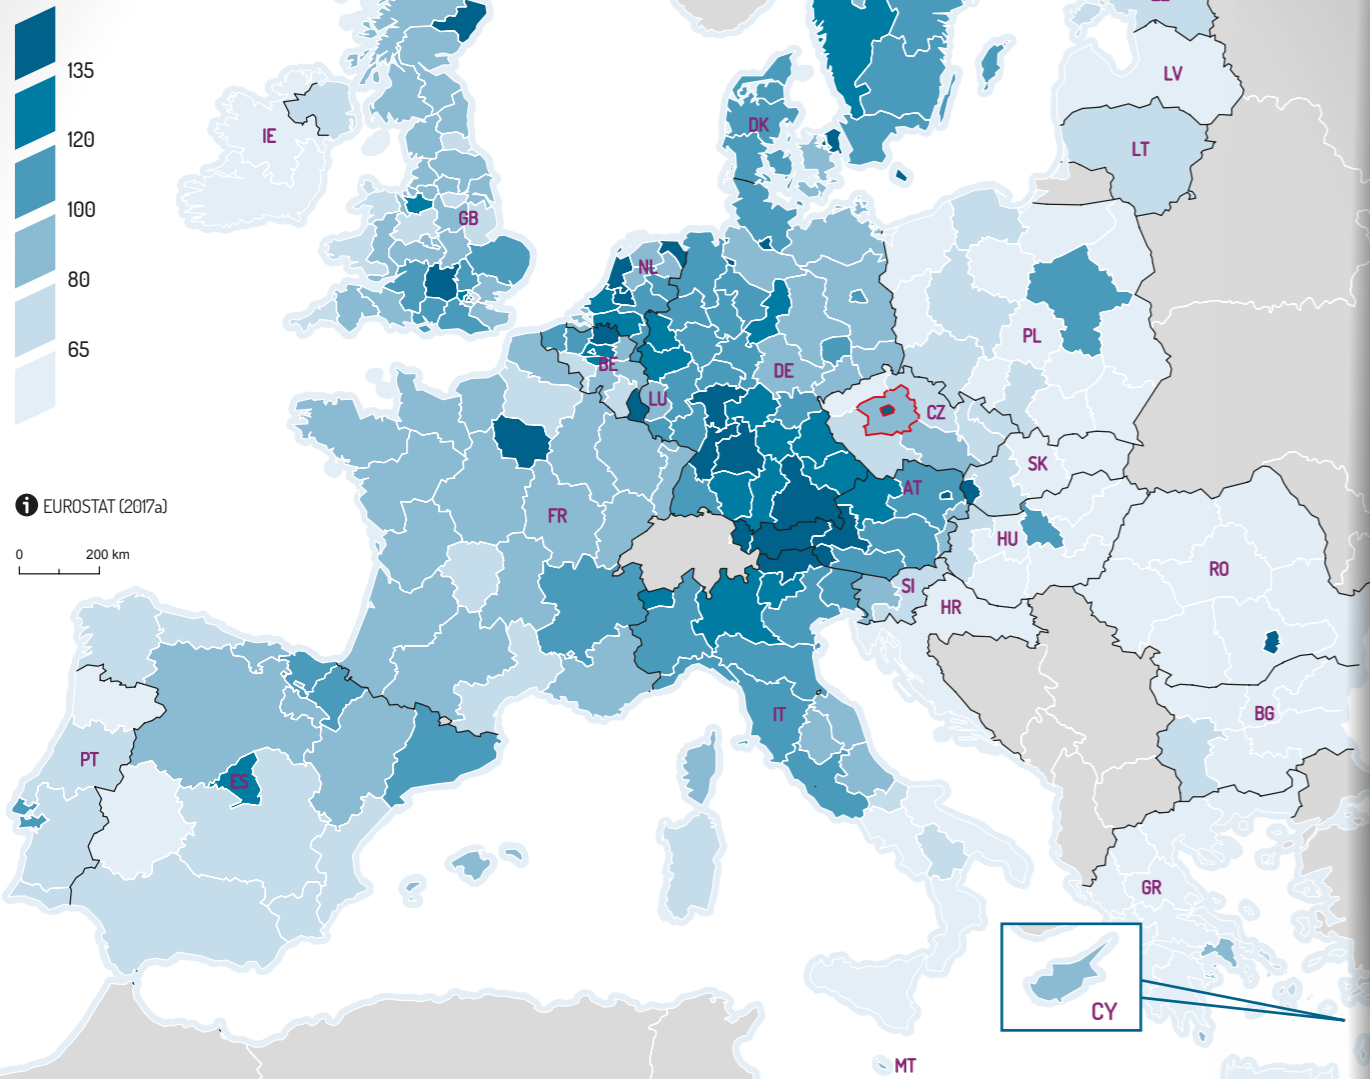 135
120
100
80
65
EUROSTAT (2017a)
0 200 km
LV
LT
IE
DK
GB
NL
PL
BE
DE
LU
CZ
SK
AT
FR
HU
RO
SI
HR
IT
BG
PT
ES
GR
CY
MT